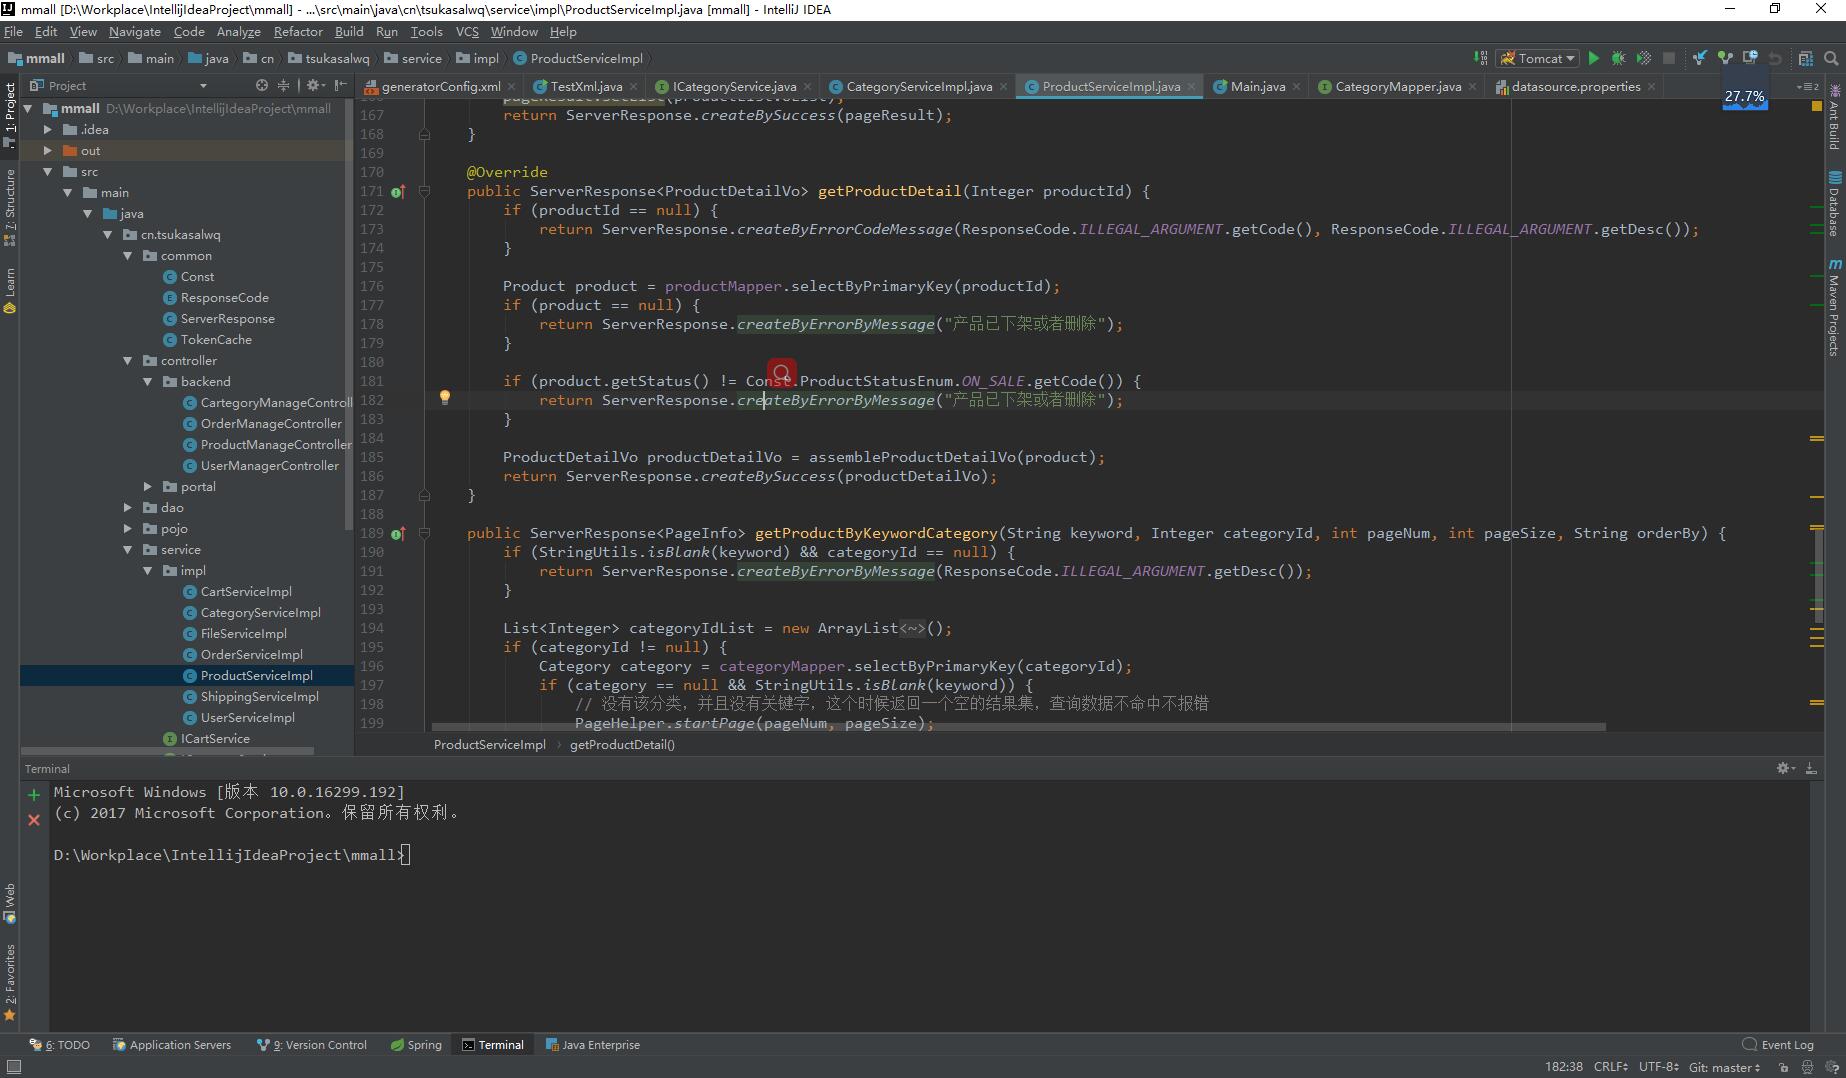 mmall [D:\Workplace\IntellijIdeaProject\mmall] - ...\src\main\java\cn\tsukasalwq\service\impl\ProductServiceImpl.java [mmall] - IntelliJ IDEA
File Edit View Navigate Code Analyze Refactor Build Run Tools VCS Window Help
mmall src main java cn tsukasalwq service impl ProductServiceImpl Tomcat
Project generatorConfig.xml TestXml.java ICategoryService.java CategoryServiceImpl.java ProductServiceImpl.java Main.java CategoryMapper.java datasource.properties 2
27.7%
1: Project
7: Structure
Learn
Web
2: Favorites
mmall D:\Workplace\IntellijIdeaProject\mmall
.idea
out
src
main
java
cn.tsukasalwq
common
Const
ResponseCode
ServerResponse
TokenCache
controller
backend
CartegoryManageControll
OrderManageController
ProductManageController
UserManagerController
portal
dao
pojo
service
impl
CartServiceImpl
CategoryServiceImpl
FileServiceImpl
OrderServiceImpl
ProductServiceImpl
ShippingServiceImpl
UserServiceImpl
ICartService
166 pageResult.setList(productListVoList);
167 return ServerResponse.createBySuccess(pageResult);
168 }
169
170 @Override
171 public ServerResponse<ProductDetailVo> getProductDetail(Integer productId) {
172 if (productId == null) {
173 return ServerResponse.createByErrorCodeMessage(ResponseCode.ILLEGAL_ARGUMENT.getCode(), ResponseCode.ILLEGAL_ARGUMENT.getDesc());
174 }
175
176 Product product = productMapper.selectByPrimaryKey(productId);
177 if (product == null) {
178 return ServerResponse.createByErrorByMessage("产品已下架或者删除");
179 }
180
181 if (product.getStatus() != Const.ProductStatusEnum.ON_SALE.getCode()) {
182 return ServerResponse.createByErrorByMessage("产品已下架或者删除");
183 }
184
185 ProductDetailVo productDetailVo = assembleProductDetailVo(product);
186 return ServerResponse.createBySuccess(productDetailVo);
187 }
188
189 public ServerResponse<PageInfo> getProductByKeywordCategory(String keyword, Integer categoryId, int pageNum, int pageSize, String orderBy) {
190 if (StringUtils.isBlank(keyword) && categoryId == null) {
191 return ServerResponse.createByErrorByMessage(ResponseCode.ILLEGAL_ARGUMENT.getDesc());
192 }
193
194 List<Integer> categoryIdList = new ArrayList<~>();
195 if (categoryId != null) {
196 Category category = categoryMapper.selectByPrimaryKey(categoryId);
197 if (category == null && StringUtils.isBlank(keyword)) {
198 // 没有该分类，并且没有关键字，这个时候返回一个空的结果集，查询数据不命中不报错
199 PageHelper.startPage(pageNum, pageSize);
ProductServiceImpl getProductDetail()
Ant Build
Database
Maven Projects
Terminal
Microsoft Windows [版本 10.0.16299.192]
(c) 2017 Microsoft Corporation。保留所有权利。
D:\Workplace\IntellijIdeaProject\mmall>
6: TODO Application Servers 9: Version Control Spring Terminal Java Enterprise Event Log
182:38 CRLF UTF-8 Git: master